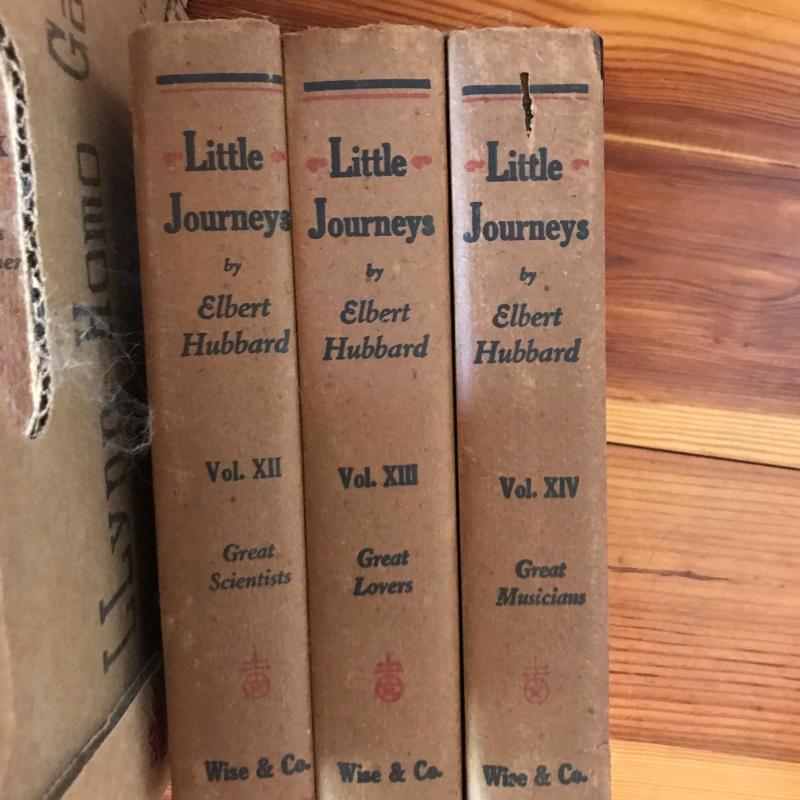 Little
Journeys
by
Elbert
Hubbard
Vol. XII
Great
Scientists
Wise & Co.
Little
Journeys
by
Elbert
Hubbard
Vol. XIII
Great
Lovers
Wise & Co.
Little
Journeys
by
Elbert
Hubbard
Vol. XIV
Great
Musicians
Wise & Co.